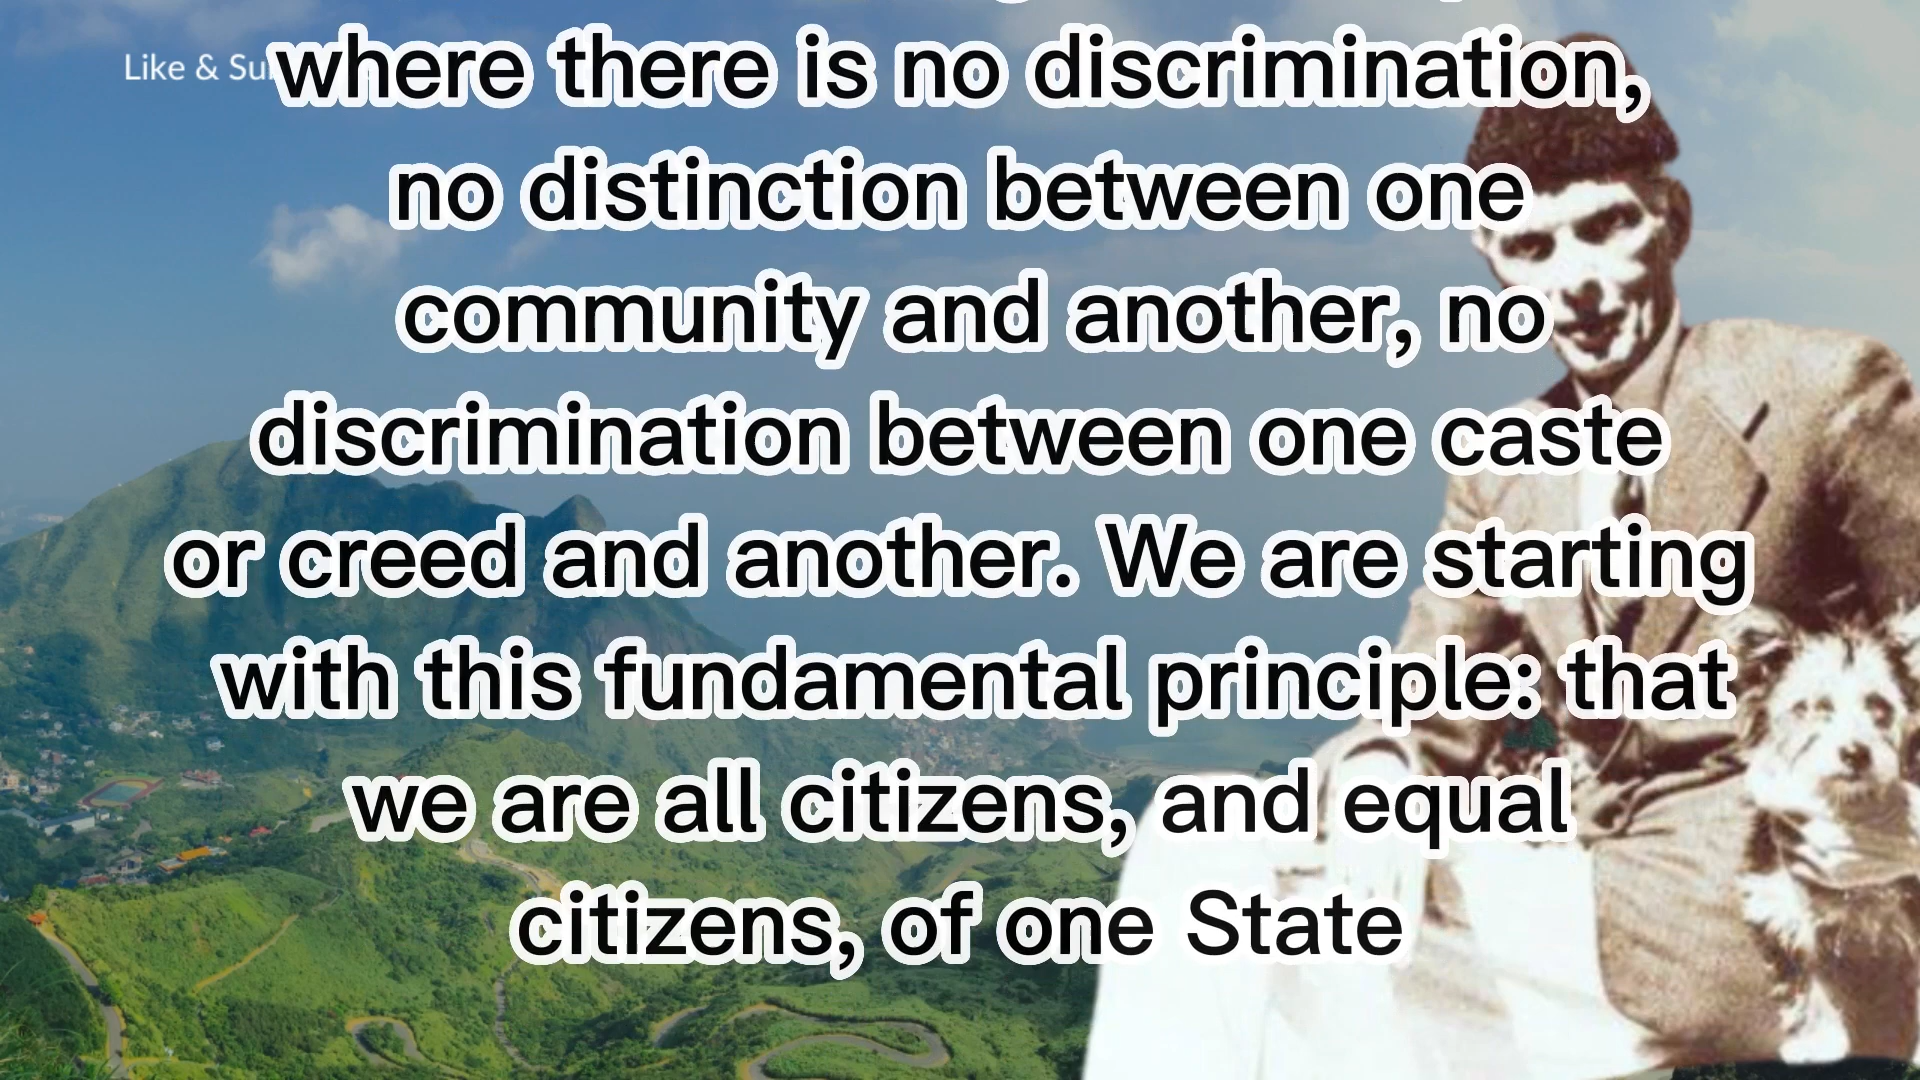 Like & Su
where there is no discrimination,
no distinction between one
community and another, no
discrimination between one caste
or creed and another. We are starting
with this fundamental principle: that
we are all citizens, and equal
citizens, of one State